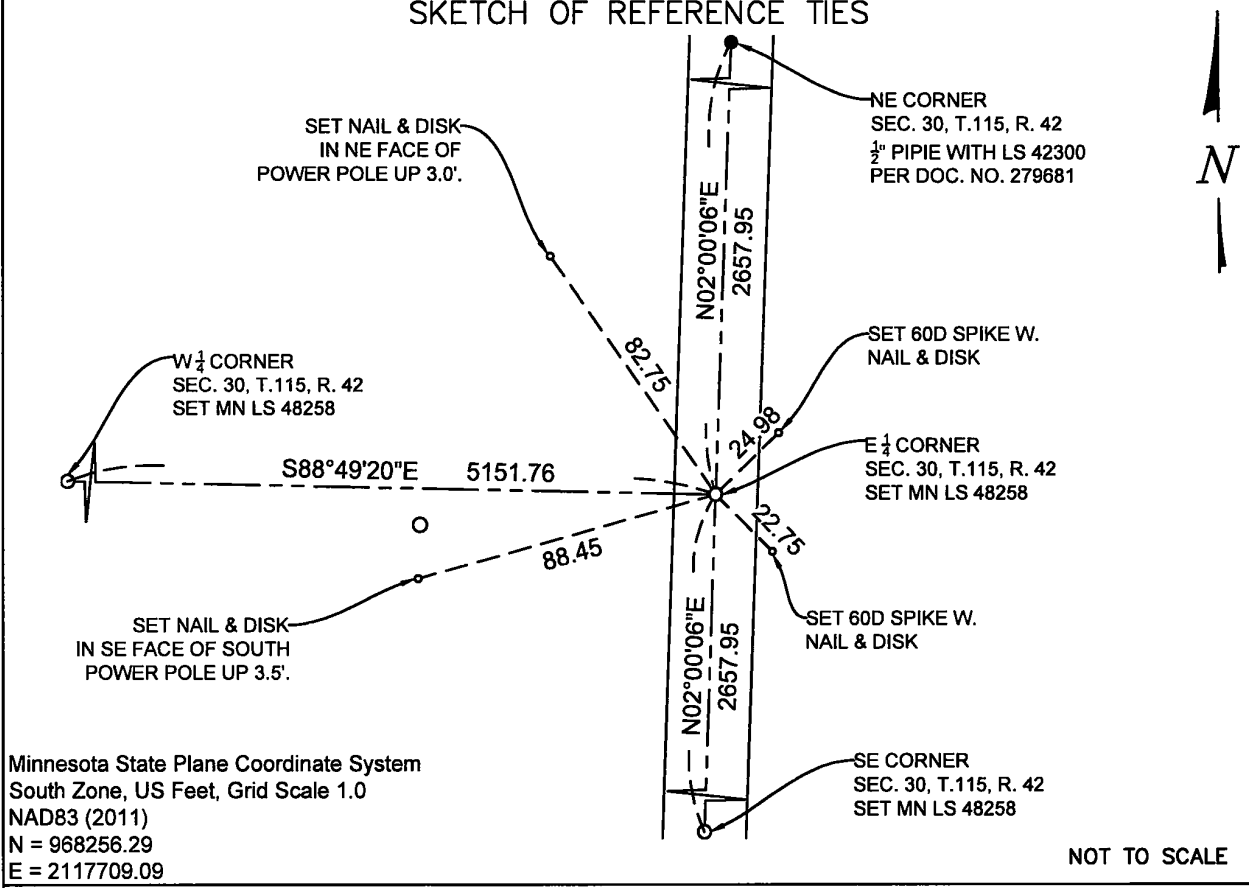 SKETCH OF REFERENCE TIES
NE CORNER
SEC. 30, T.115, R. 42
1/2" PIPIE WITH LS 42300
PER DOC. NO. 279681
N
SET NAIL & DISK
IN NE FACE OF
POWER POLE UP 3.0'.
N02°00'06"E
2657.95
SET 60D SPIKE W.
NAIL & DISK
82.75
W 1/4 CORNER
SEC. 30, T.115, R. 42
SET MN LS 48258
24.98
E 1/4 CORNER
SEC. 30, T.115, R. 42
SET MN LS 48258
S88°49'20"E 5151.76
22.75
88.45
SET NAIL & DISK
IN SE FACE OF SOUTH
POWER POLE UP 3.5'.
SET 60D SPIKE W.
NAIL & DISK
N02°00'06"E
2657.95
SE CORNER
SEC. 30, T.115, R. 42
SET MN LS 48258
Minnesota State Plane Coordinate System
South Zone, US Feet, Grid Scale 1.0
NAD83 (2011)
N = 968256.29
E = 2117709.09
NOT TO SCALE